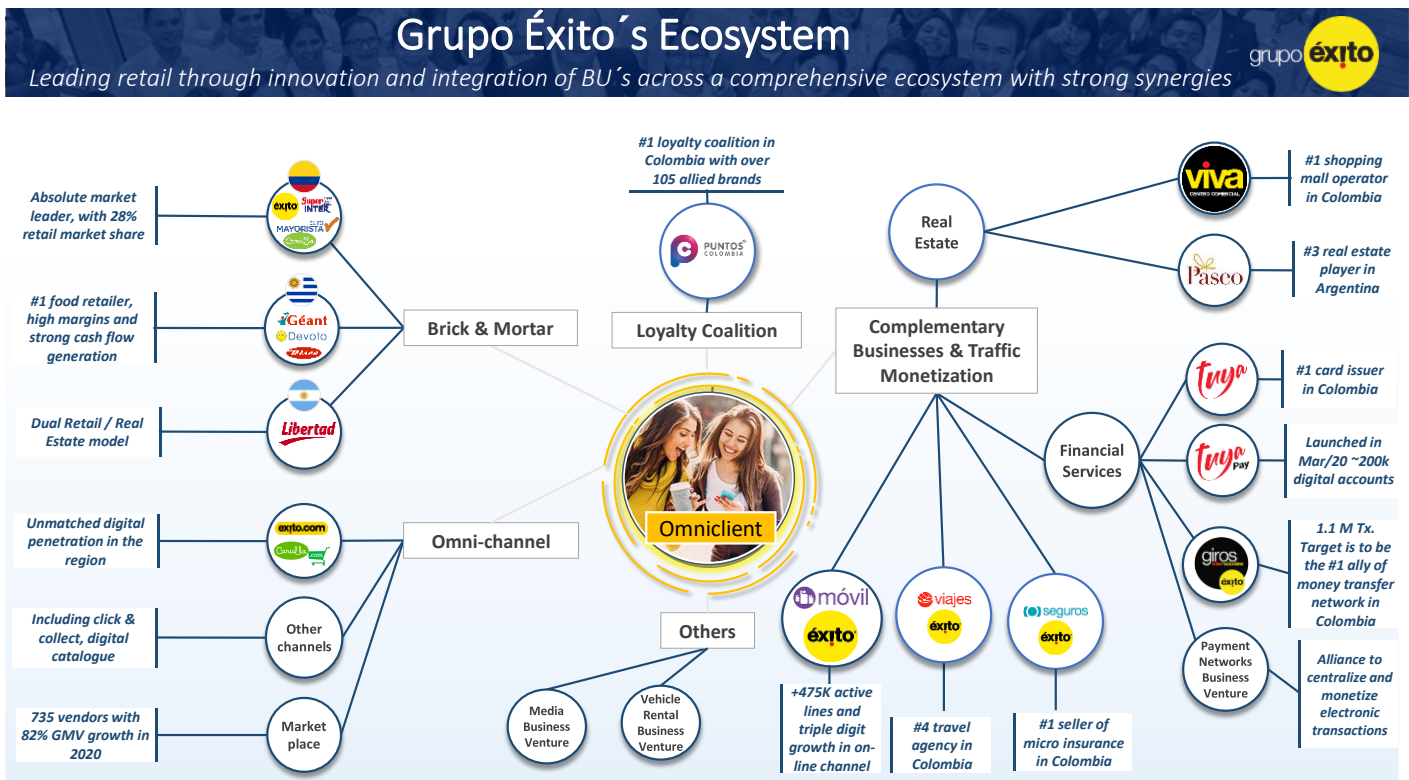 Grupo Éxito´s Ecosystem
Leading retail through innovation and integration of BU´s across a comprehensive ecosystem with strong synergies
grupo éxito
Absolute market
leader, with 28%
retail market share
éxito
Super
INTER
MAYORISTA
Carulla
#1 food retailer,
high margins and
strong cash flow
generation
Géant
Devoto
Disco
Dual Retail / Real
Estate model
Libertad
Brick & Mortar
Unmatched digital
penetration in the
region
exito.com
Carulla
.com
Including click &
collect, digital
catalogue
Other
channels
735 vendors with
82% GMV growth in
2020
Market
place
Omni-channel
#1 loyalty coalition in
Colombia with over
105 allied brands
PUNTOS
COLOMBIA
Loyalty Coalition
Omniclient
Others
Media
Business
Venture
Vehicle
Rental
Business
Venture
Real
Estate
viva
CENTRO COMERCIAL
#1 shopping
mall operator
in Colombia
Paseo
#3 real estate
player in
Argentina
Complementary
Businesses & Traffic
Monetization
Financial
Services
tuya
#1 card issuer
in Colombia
tuya
Pay
Launched in
Mar/20 ~200k
digital accounts
giros
éxito
1.1 M Tx.
Target is to be
the #1 ally of
money transfer
network in
Colombia
Payment
Networks
Business
Venture
Alliance to
centralize and
monetize
electronic
transactions
móvil
éxito
+475K active
lines and
triple digit
growth in on-
line channel
viajes
éxito
#4 travel
agency in
Colombia
seguros
éxito
#1 seller of
micro insurance
in Colombia